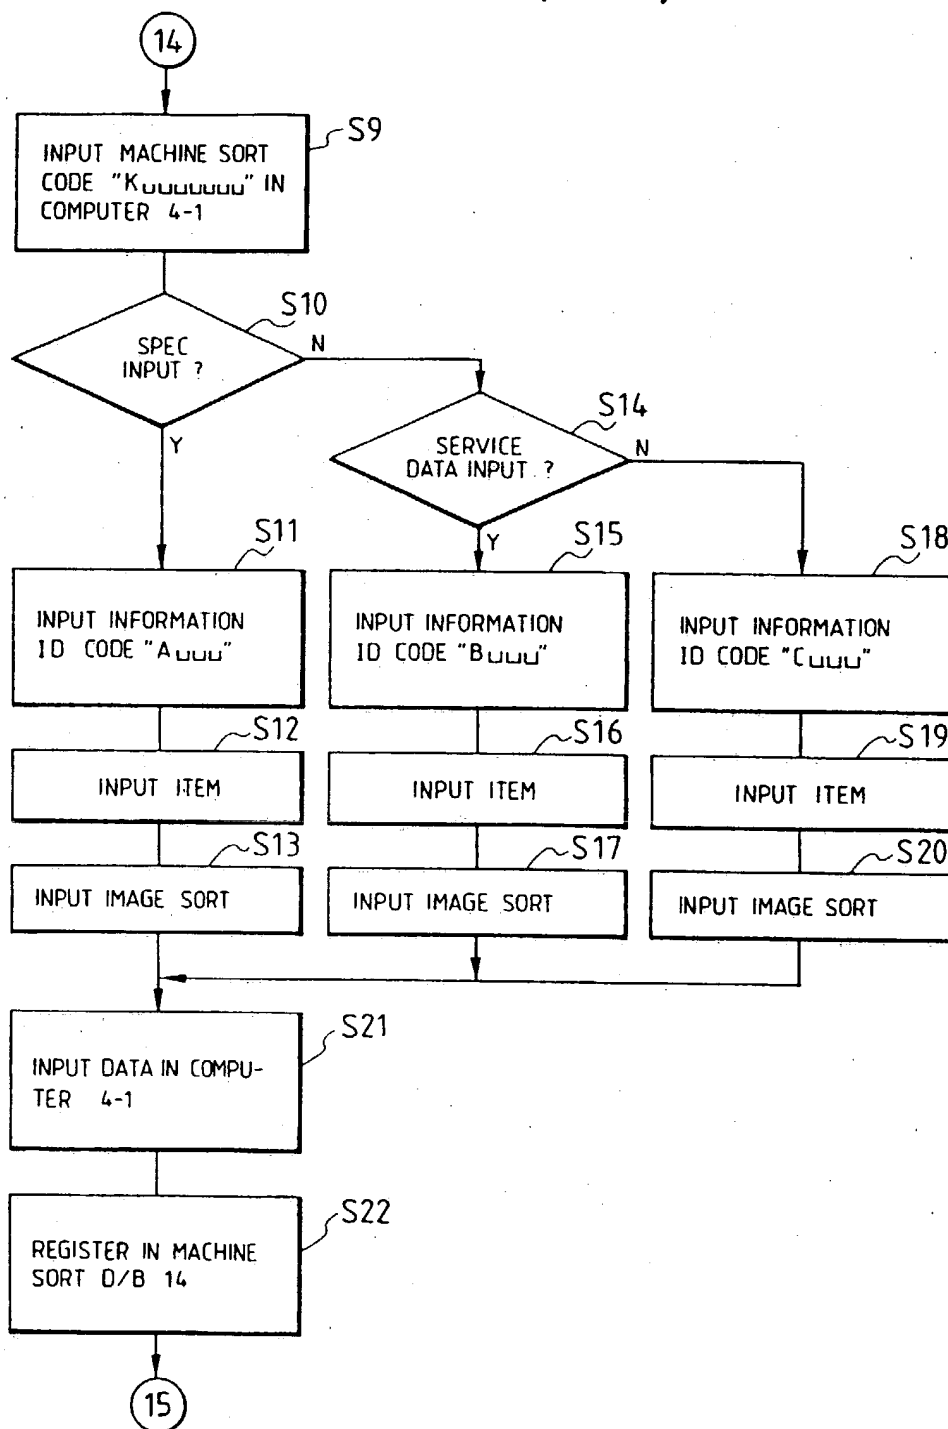 14
S9
INPUT MACHINE SORT
CODE "K␣␣␣␣␣␣␣" IN
COMPUTER 4-1
S10
SPEC
INPUT ?
N
Y
S14
SERVICE
DATA INPUT ?
N
Y
S11
INPUT INFORMATION
ID CODE "A␣␣␣"
S15
INPUT INFORMATION
ID CODE "B␣␣␣"
S18
INPUT INFORMATION
ID CODE "C␣␣␣"
S12
INPUT ITEM
S16
INPUT ITEM
S19
INPUT ITEM
S13
INPUT IMAGE SORT
S17
INPUT IMAGE SORT
S20
INPUT IMAGE SORT
S21
INPUT DATA IN COMPU-
TER 4-1
S22
REGISTER IN MACHINE
SORT D/B 14
15